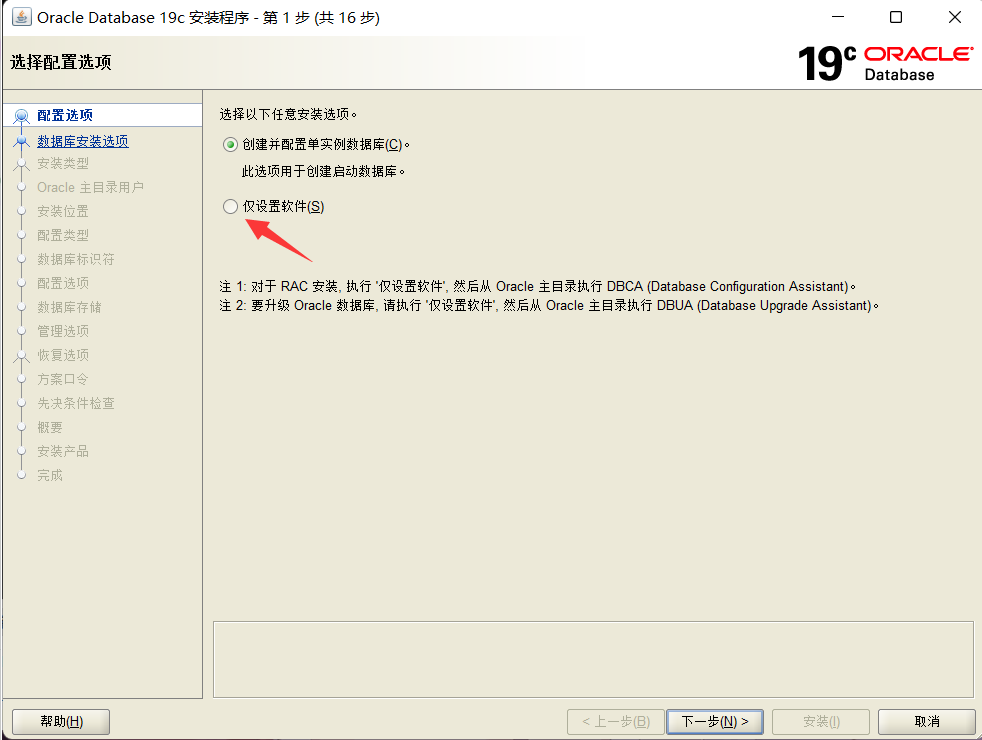 Oracle Database 19c 安装程序 - 第 1 步 (共 16 步)
选择配置选项
19c ORACLE
Database
配置选项
数据库安装选项
安装类型
Oracle 主目录用户
安装位置
配置类型
数据库标识符
配置选项
数据库存储
管理选项
恢复选项
方案口令
先决条件检查
概要
安装产品
完成
选择以下任意安装选项。
创建并配置单实例数据库(C)。
此选项用于创建启动数据库。
仅设置软件(S)
注 1: 对于 RAC 安装, 执行 '仅设置软件', 然后从 Oracle 主目录执行 DBCA (Database Configuration Assistant)。
注 2: 要升级 Oracle 数据库, 请执行 '仅设置软件', 然后从 Oracle 主目录执行 DBUA (Database Upgrade Assistant)。
帮助(H)
< 上一步(B)
下一步(N) >
安装(I)
取消